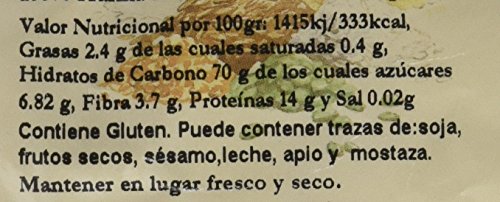 Valor Nutricional por 100gr: 1415kj/333kcal,
Grasas 2.4 g de las cuales saturadas 0.4 g,
Hidratos de Carbono 70 g de los cuales azúcares
6.82 g, Fibra 3.7 g, Proteínas 14 g y Sal 0.02g
Contiene Gluten. Puede contener trazas de:soja,
frutos secos, sésamo,leche, apio y mostaza.
Mantener en lugar fresco y seco.